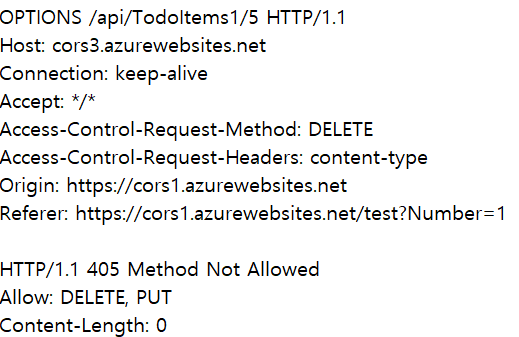 OPTIONS /api/TodoItems1/5 HTTP/1.1
Host: cors3.azurewebsites.net
Connection: keep-alive
Accept: */*
Access-Control-Request-Method: DELETE
Access-Control-Request-Headers: content-type
Origin: https://cors1.azurewebsites.net
Referer: https://cors1.azurewebsites.net/test?Number=1

HTTP/1.1 405 Method Not Allowed
Allow: DELETE, PUT
Content-Length: 0